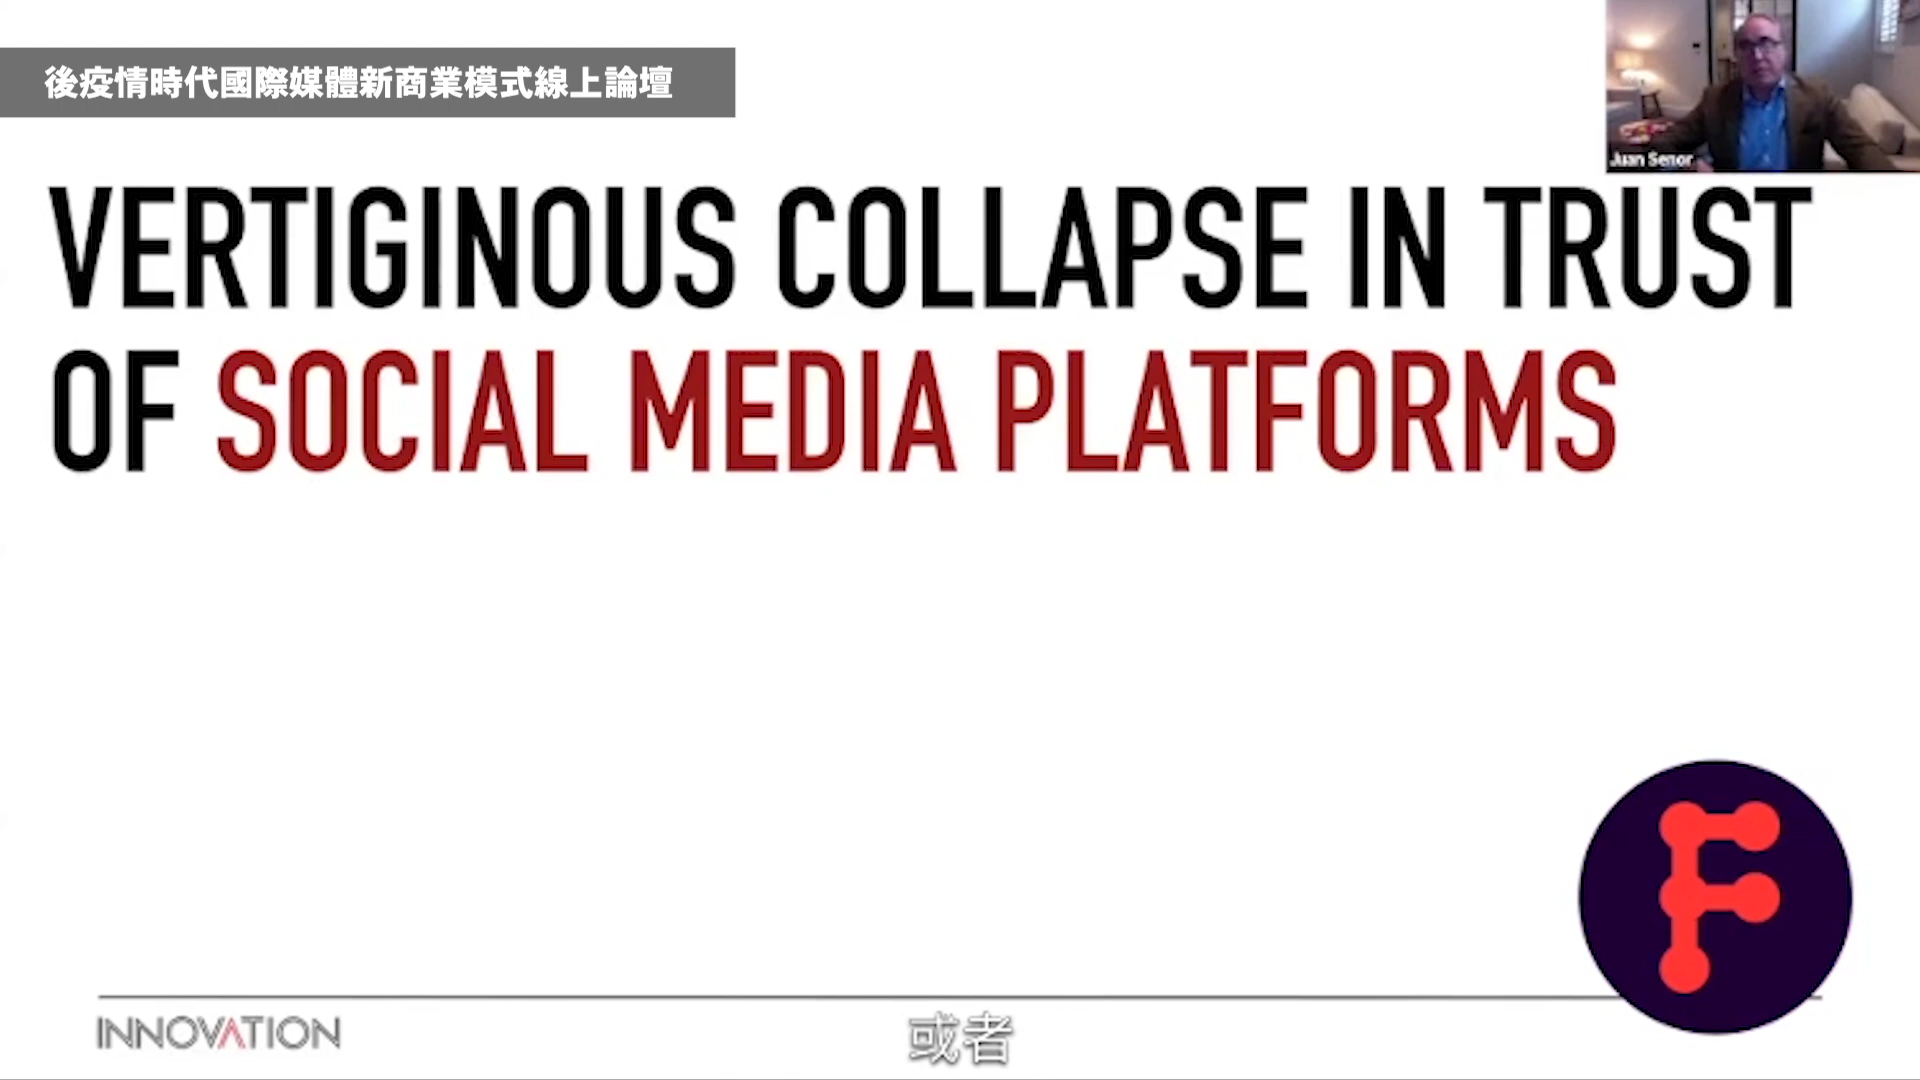 後疫情時代國際媒體新商業模式線上論壇
Juan Senor
VERTIGINOUS COLLAPSE IN TRUST
OF SOCIAL MEDIA PLATFORMS
INNOVATION
或者